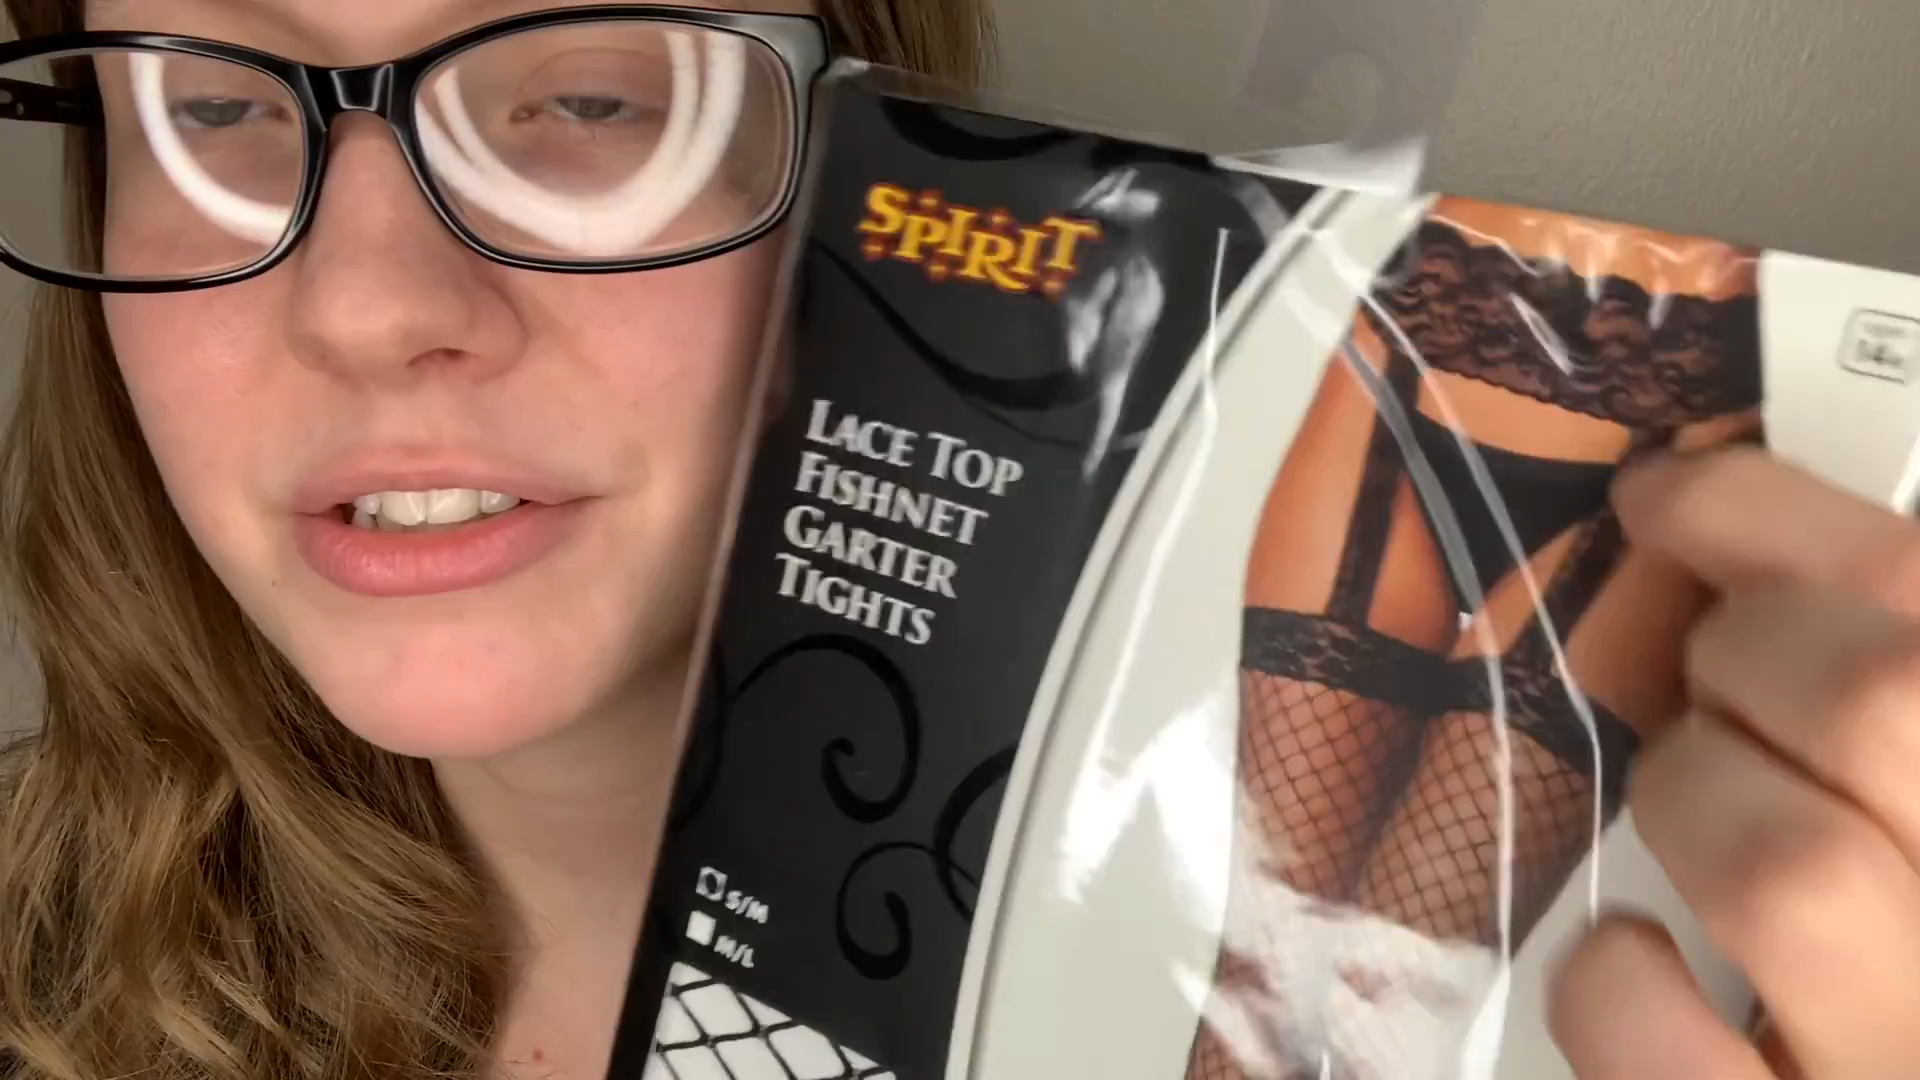 SPIRIT
LACE TOP
FISHNET
GARTER
TIGHTS
S/M
M/L